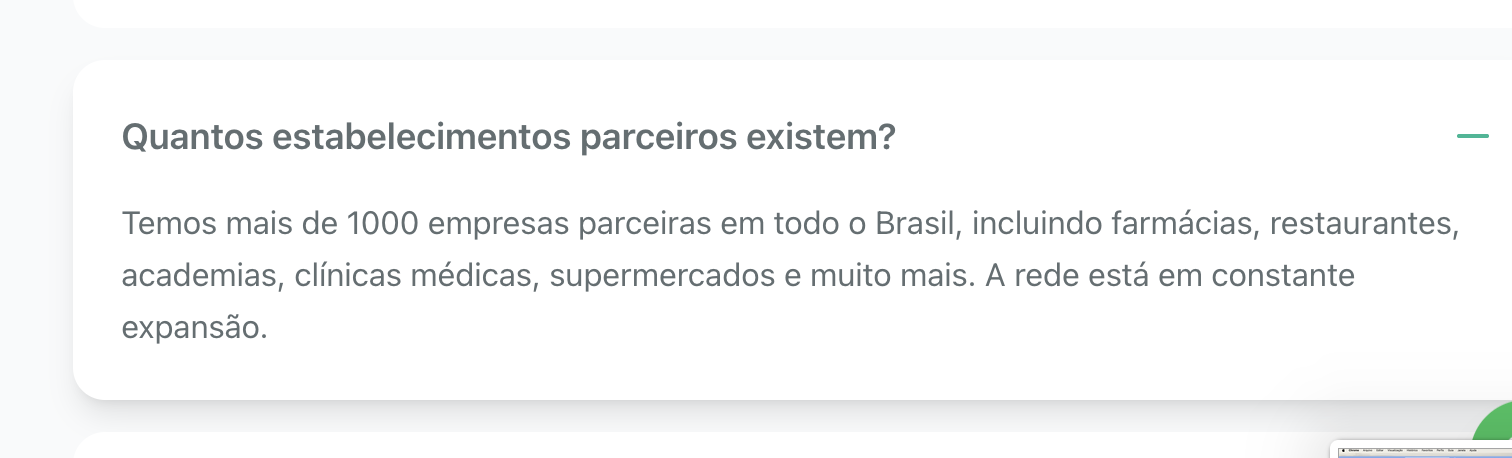 Quantos estabelecimentos parceiros existem?
Temos mais de 1000 empresas parceiras em todo o Brasil, incluindo farmácias, restaurantes,
academias, clínicas médicas, supermercados e muito mais. A rede está em constante
expansão.